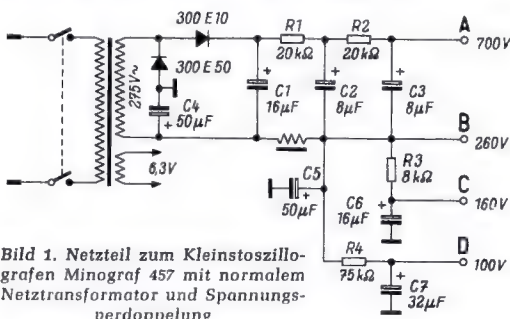 300 E10
R1
20kΩ
R2
20kΩ
A
700V
300 E50
275V~
C4
50µF
C1
16µF
C2
8µF
C3
8µF
B
260V
6,3V
C5
50µF
R3
8kΩ
C
160V
C6
16µF
R4
75kΩ
D
100V
C7
32µF
Bild 1. Netzteil zum Kleinstoszillo-
grafen Minograf 457 mit normalem
Netztransformator und Spannungs-
verdoppelung